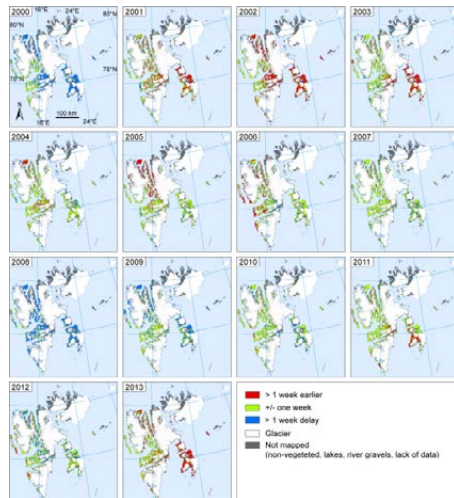 2000
16°E
24°E
85°N
80°N
78°N
78°N
N
100 km
16°E
24°E
2001
2002
2003
2004
2005
2006
2007
2008
2009
2010
2011
2012
2013
> 1 week earlier
+/- one week
> 1 week delay
Glacier
Not mapped
(non-vegeteted, lakes, river gravels, lack of data)